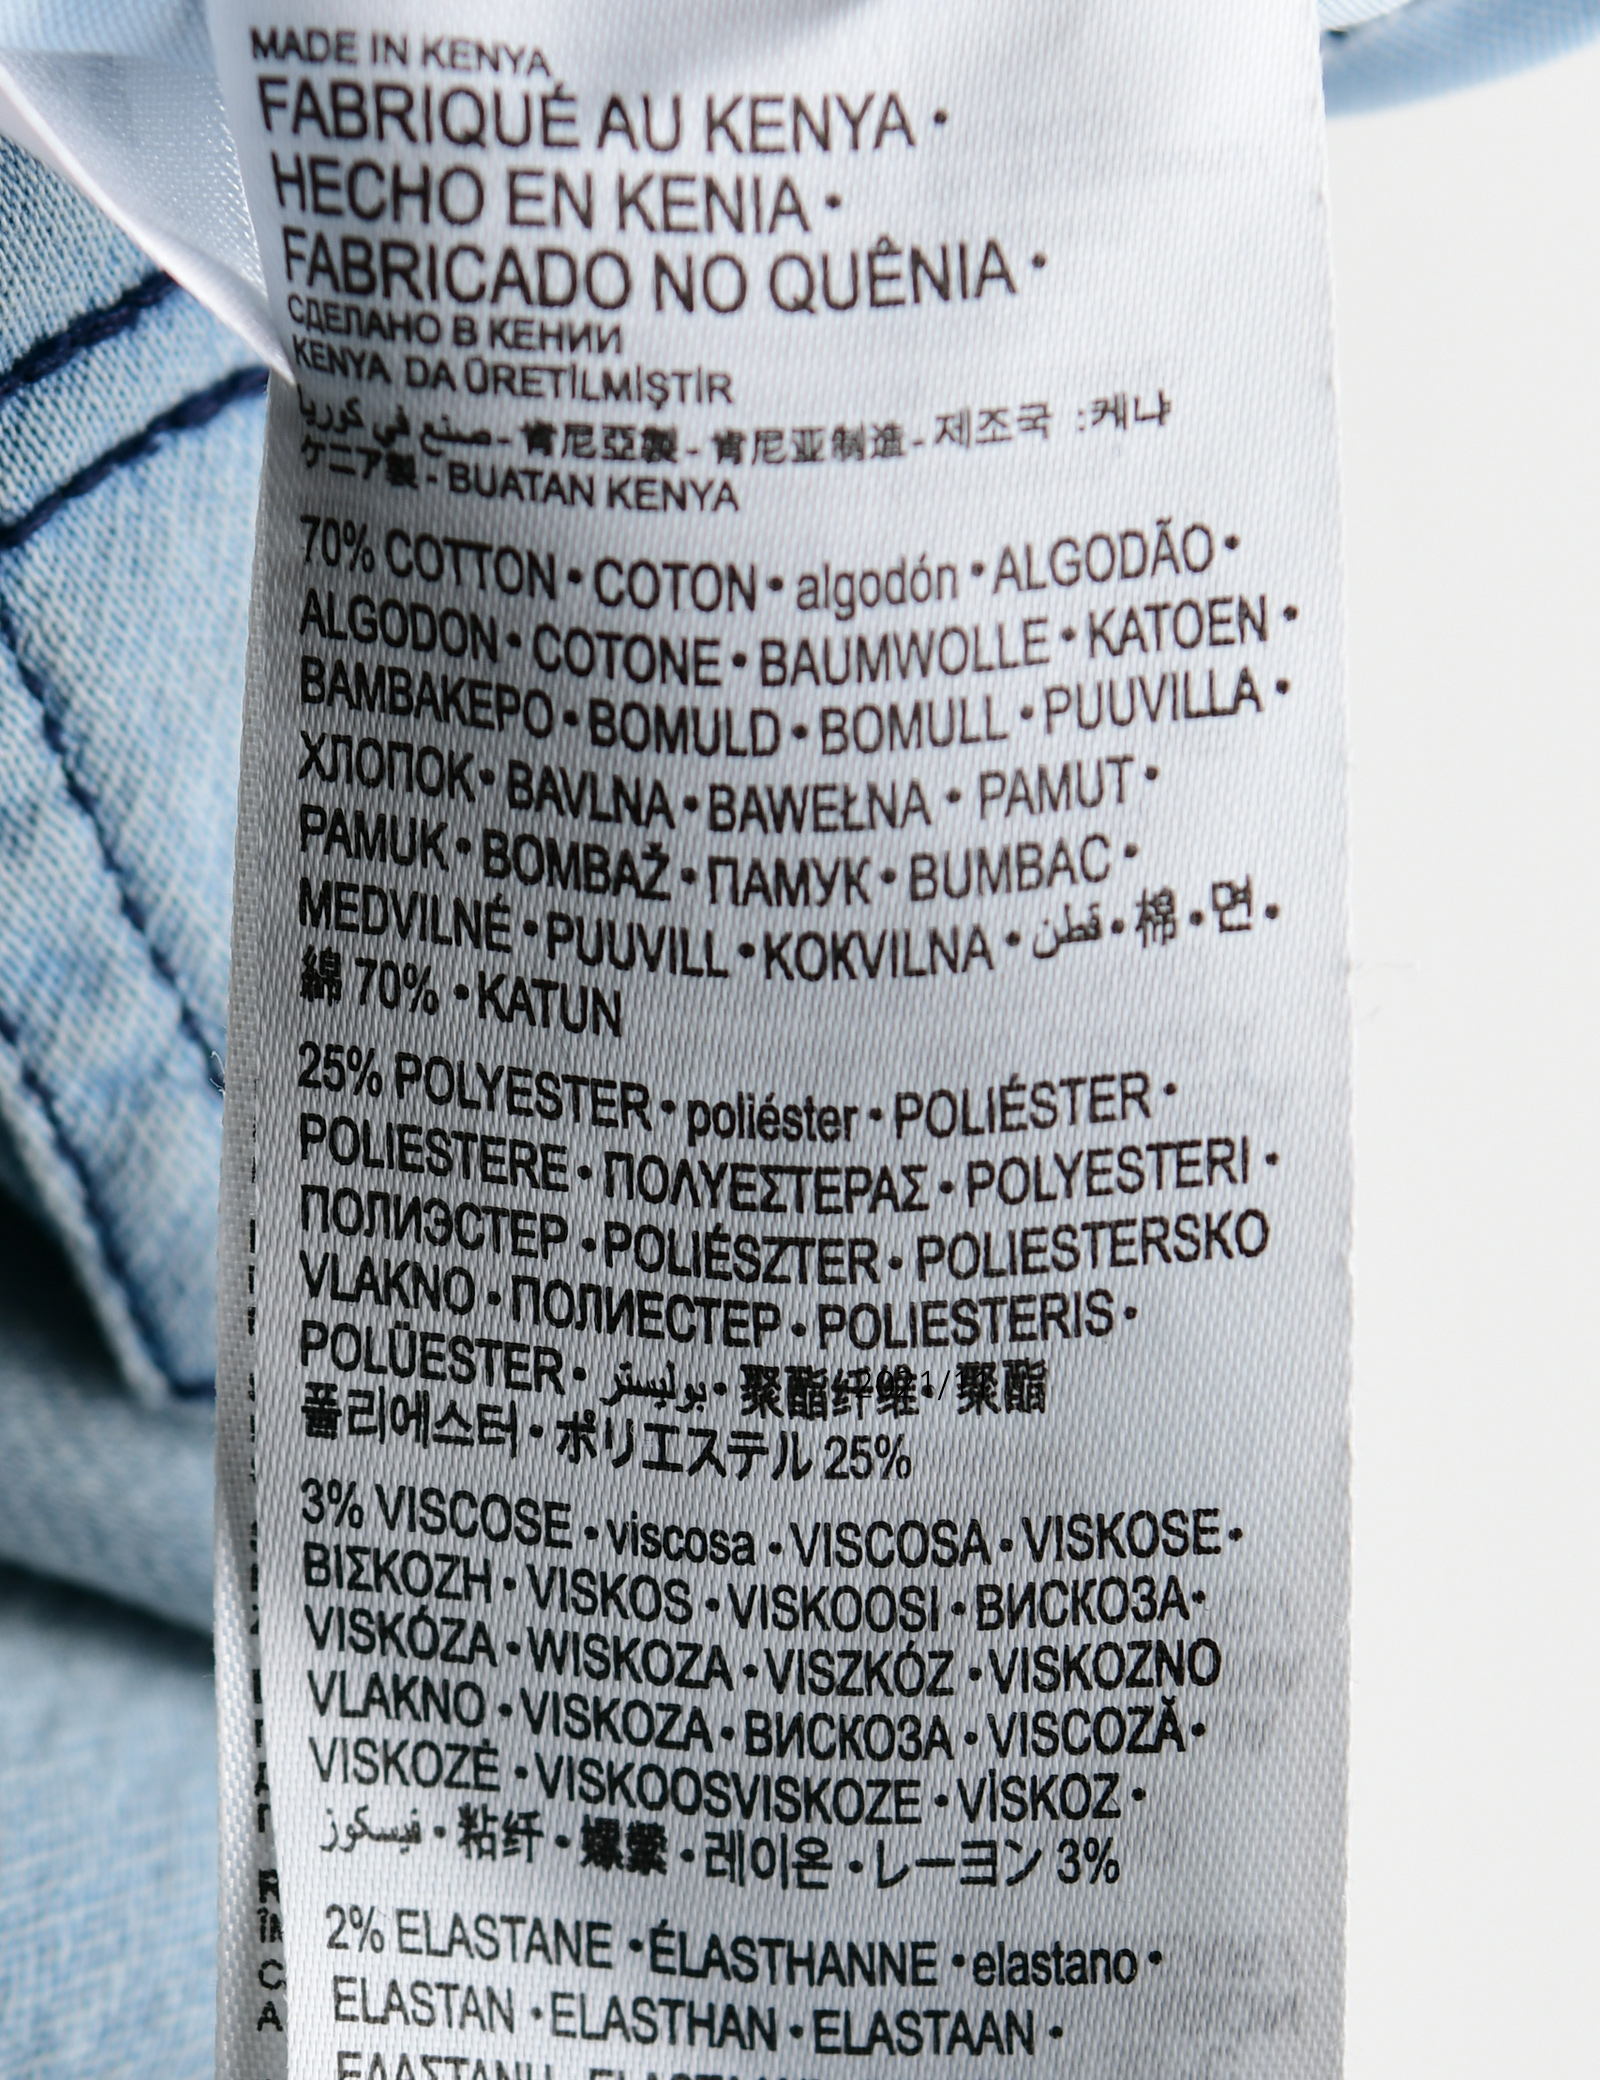 MADE IN KENYA
FABRIQUÉ AU KENYA •
HECHO EN KENIA •
FABRICADO NO QUÊNIA •
СДЕЛАНО В КЕНИИ
KENYA DA ÜRETİLMİŞTİR
صنع في كوريا - 肯尼亞製 - 肯尼亚制造 - 제조국 :케냐
ケニア製 - BUATAN KENYA
70% COTTON • COTON • algodón • ALGODÃO •
ALGODON • COTONE • BAUMWOLLE • KATOEN •
ΒΑΜΒΑΚΕΡΟ • BOMULD • BOMULL • PUUVILLA •
ХЛОПОК • BAVLNA • BAWEŁNA • PAMUT •
PAMUK • BOMBAŽ • ПАМУК • BUMBAC •
MEDVILNÉ • PUUVILL • KOKVILNA • قطن • 棉 • 면 •
綿 70% • KATUN
25% POLYESTER • poliéster • POLIÉSTER •
POLIESTERE • ΠΟΛΥΕΣΤΕΡΑΣ • POLYESTERI •
ПОЛИЭСТЕР • POLIÉSZTER • POLIESTERSKO
VLAKNO • ПОЛИЕСТЕР • POLIESTERIS •
POLÜESTER • بوليستر • 聚酯纤维 • 聚酯
폴리에스터 • ポリエステル 25%
3% VISCOSE • viscosa • VISCOSA • VISKOSE •
ΒΙΣΚΟΖΗ • VISKOS • VISKOOSI • ВИСКОЗА •
VISKÓZA • WISKOZA • VISZKÓZ • VISKOZNO
VLAKNO • VISKOZA • ВИСКОЗА • VISCOZĂ •
VISKOZĖ • VISKOOSVISKOZE • VİSKOZ •
فيسكوز • 粘纤 • 嫘縈 • 레이온 • レーヨン 3%
2% ELASTANE • ÉLASTHANNE • elastano •
ELASTAN • ELASTHAN • ELASTAAN •